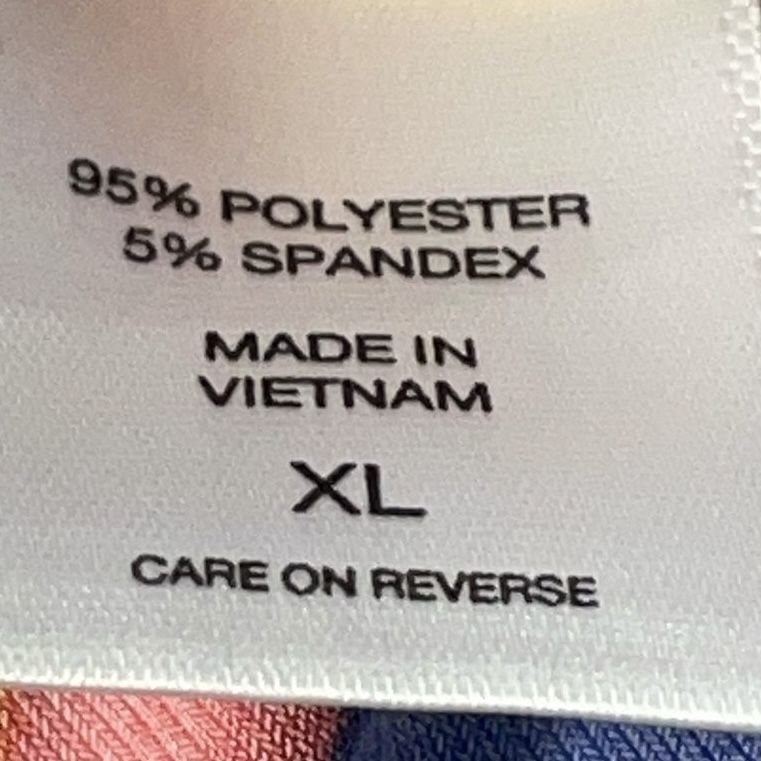 95% POLYESTER
5% SPANDEX
MADE IN
VIETNAM
XL
CARE ON REVERSE